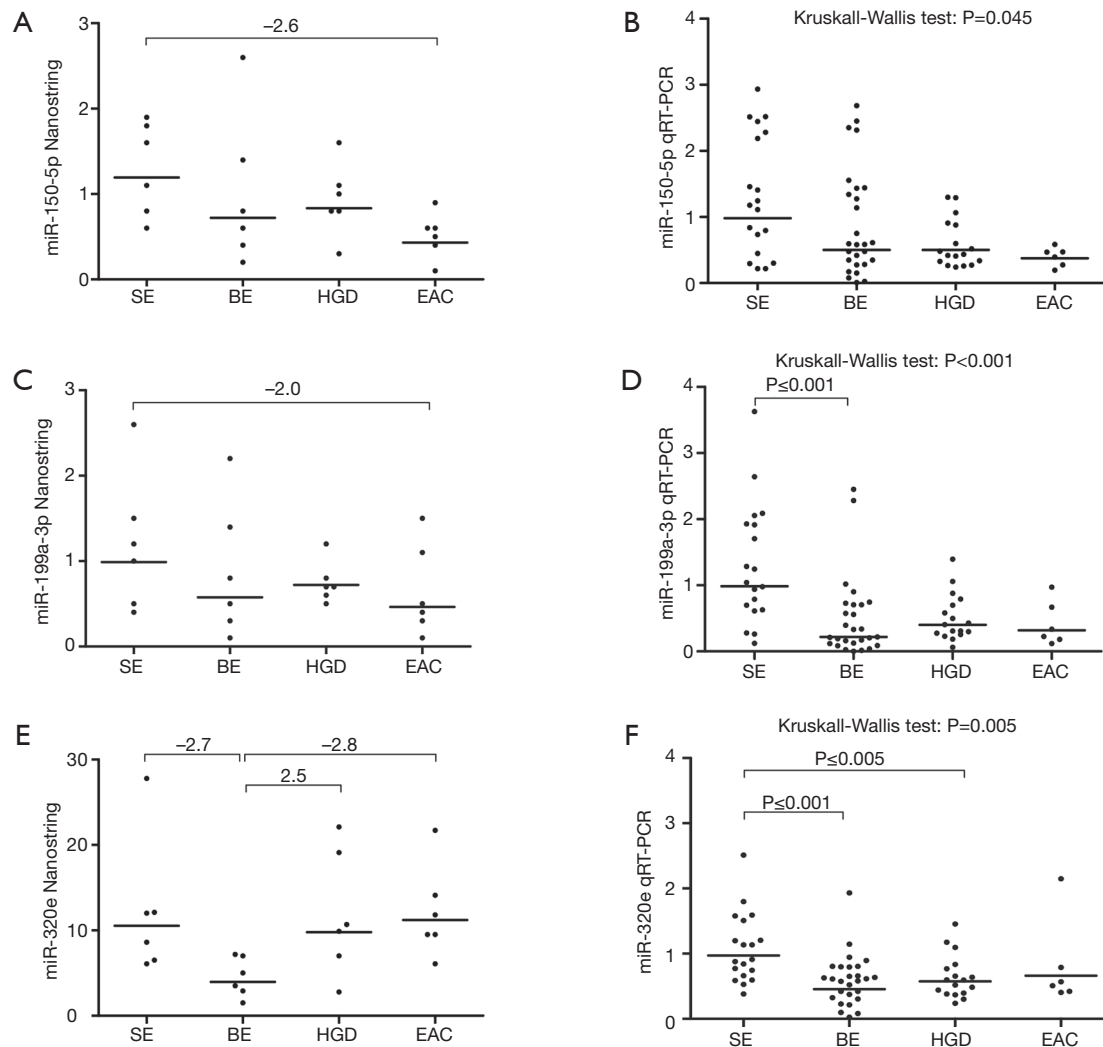 A
−2.6
3
2
1
0
miR-150-5p Nanostring
SE BE HGD EAC
B
Kruskall-Wallis test: P=0.045
4
3
2
1
0
miR-150-5p qRT-PCR
SE BE HGD EAC
C
−2.0
3
2
1
0
miR-199a-3p Nanostring
SE BE HGD EAC
D
Kruskall-Wallis test: P<0.001
P≤0.001
4
3
2
1
0
miR-199a-3p qRT-PCR
SE BE HGD EAC
E
−2.7 −2.8
2.5
30
20
10
0
miR-320e Nanostring
SE BE HGD EAC
F
Kruskall-Wallis test: P=0.005
P≤0.005
P≤0.001
4
3
2
1
0
miR-320e qRT-PCR
SE BE HGD EAC